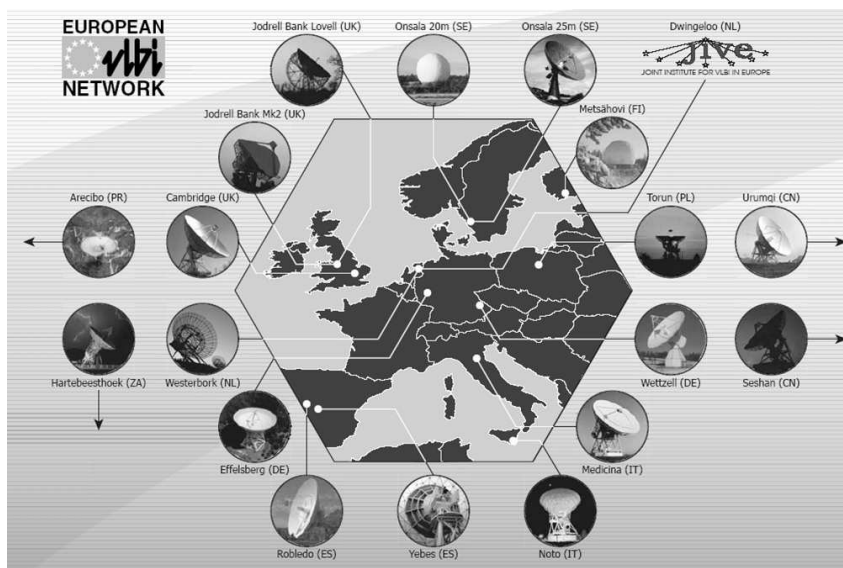 EUROPEAN
vlbi
NETWORK
Jodrell Bank Lovell (UK)
Onsala 20m (SE)
Onsala 25m (SE)
Dwingeloo (NL)
jive
JOINT INSTITUTE FOR VLBI IN EUROPE
Jodrell Bank Mk2 (UK)
Metsähovi (FI)
Arecibo (PR)
Cambridge (UK)
Torun (PL)
Urumqi (CN)
Hartebeesthoek (ZA)
Westerbork (NL)
Wettzell (DE)
Seshan (CN)
Effelsberg (DE)
Medicina (IT)
Robledo (ES)
Yebes (ES)
Noto (IT)